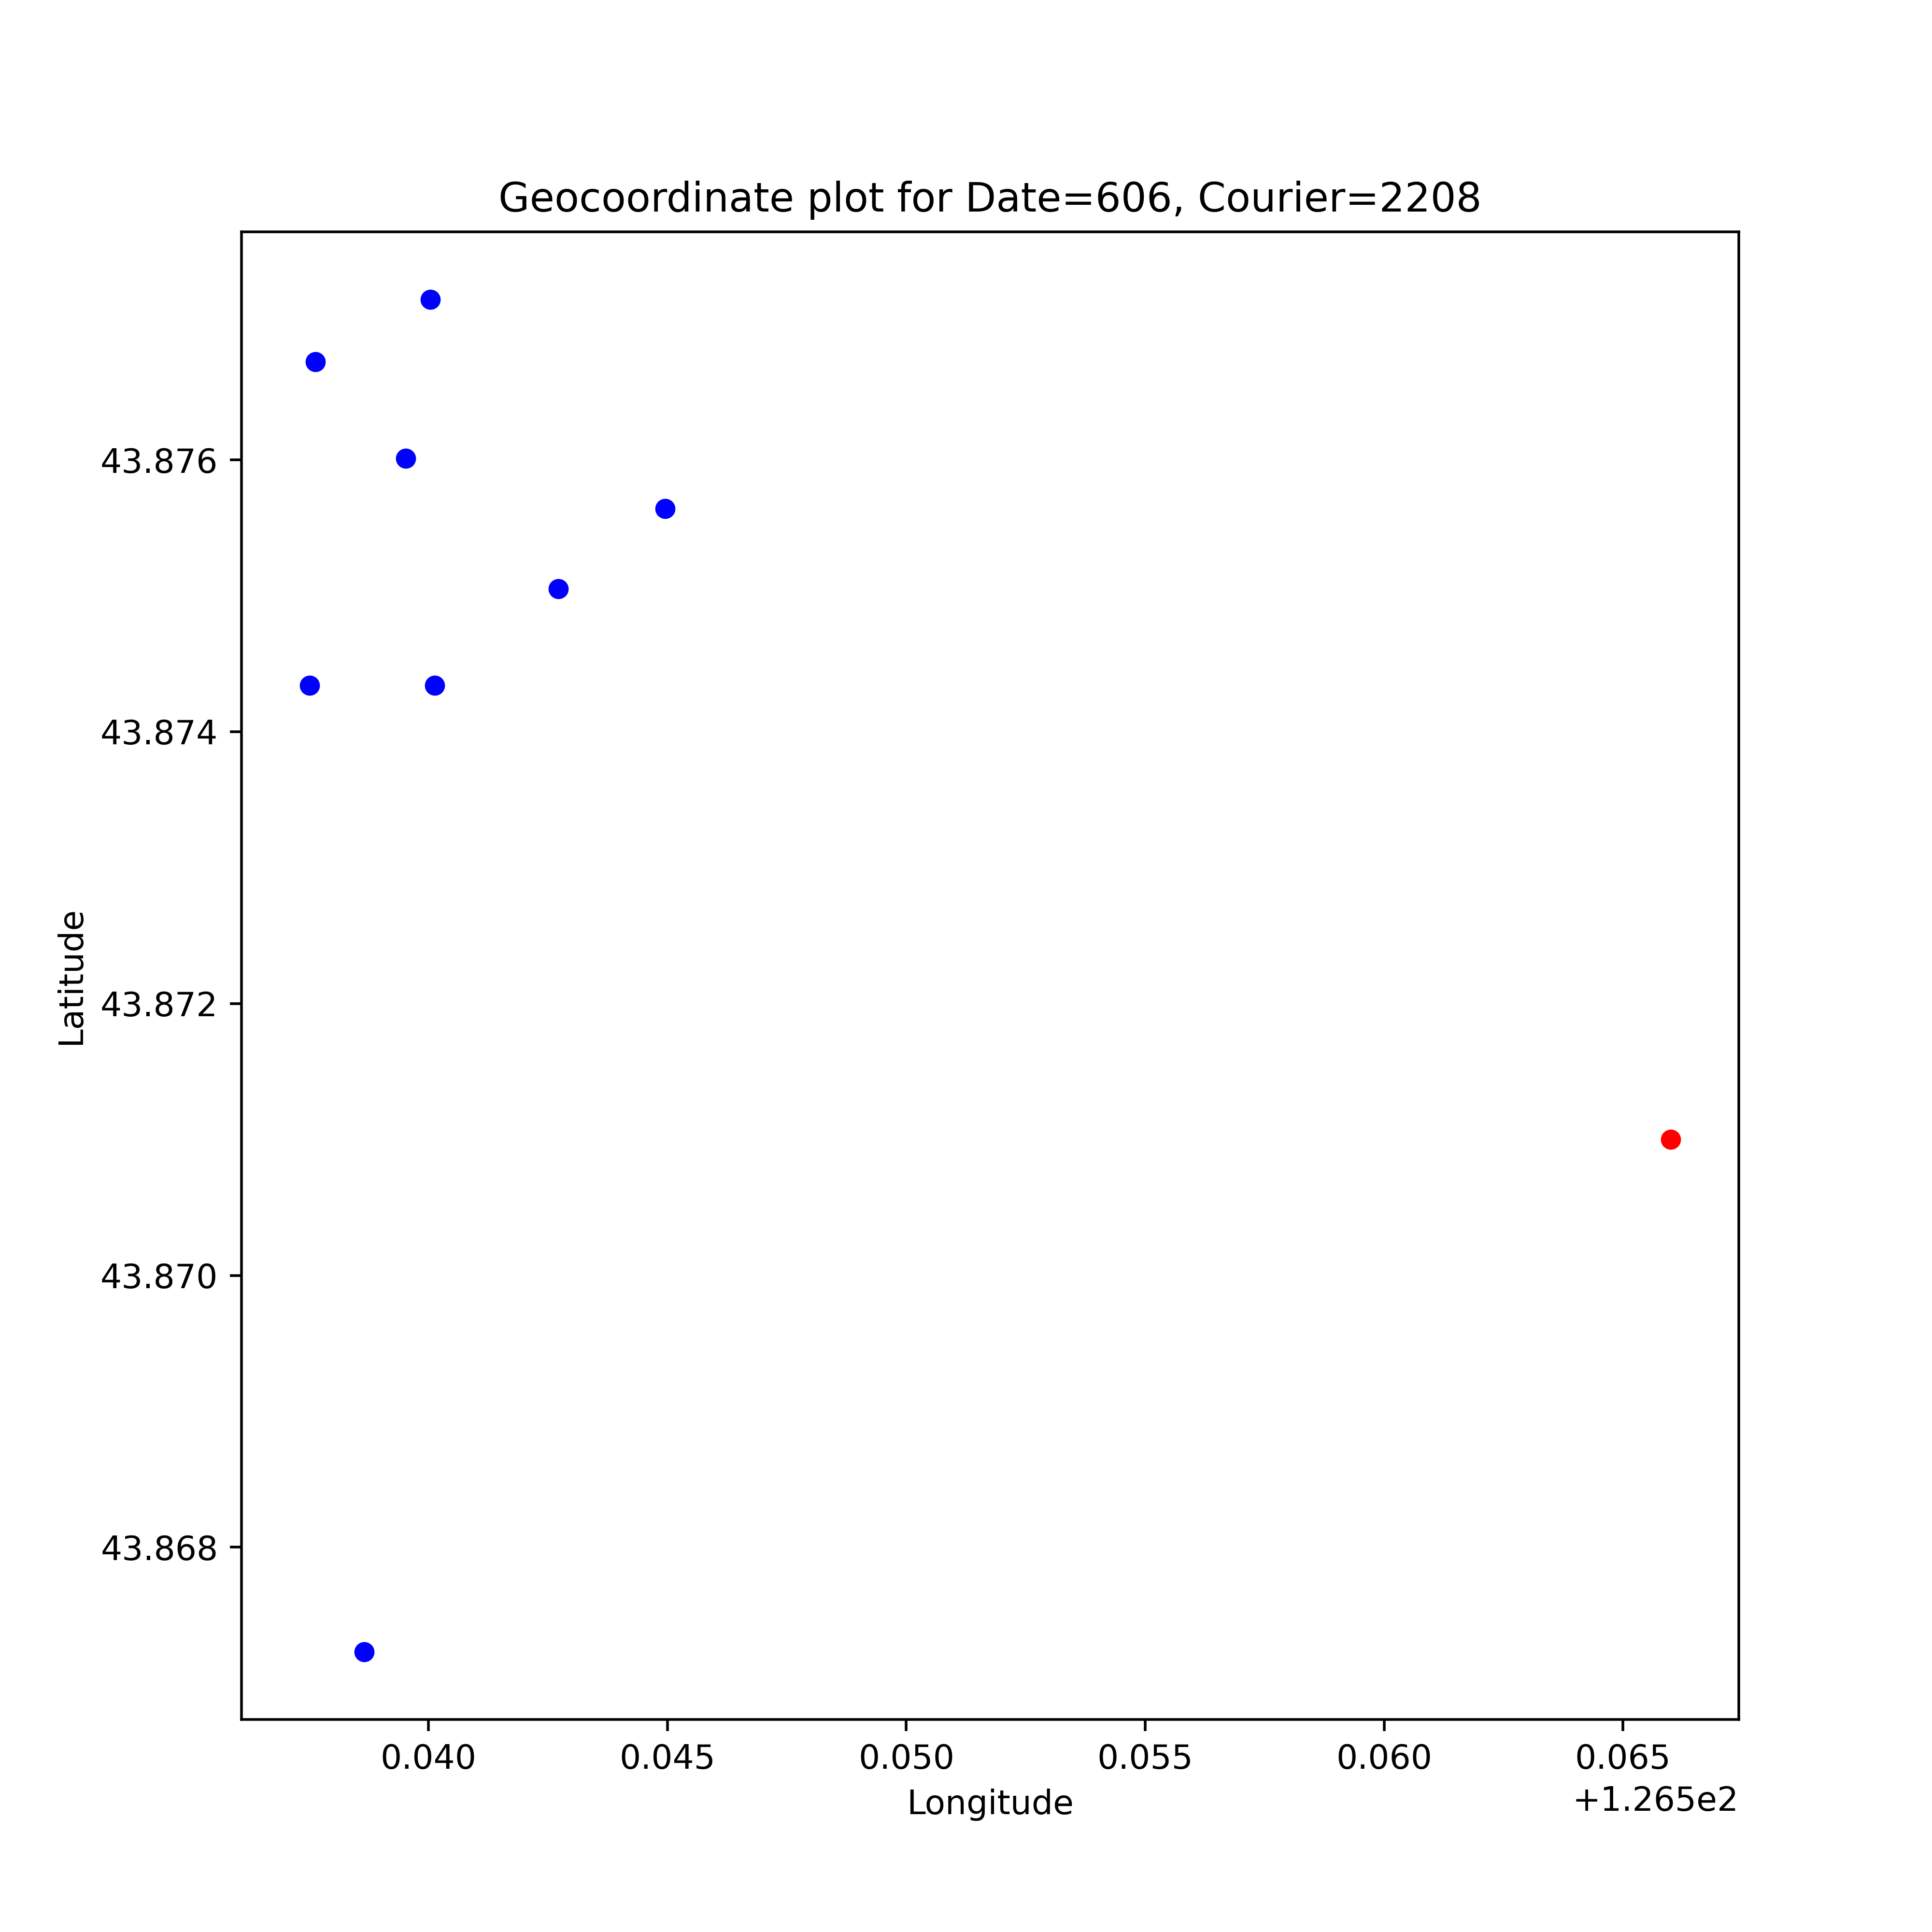 Geocoordinate plot for Date=606, Courier=2208
43.876
43.874
43.872
43.870
43.868
Latitude
0.040 0.045 0.050 0.055 0.060 0.065
+1.265e2
Longitude